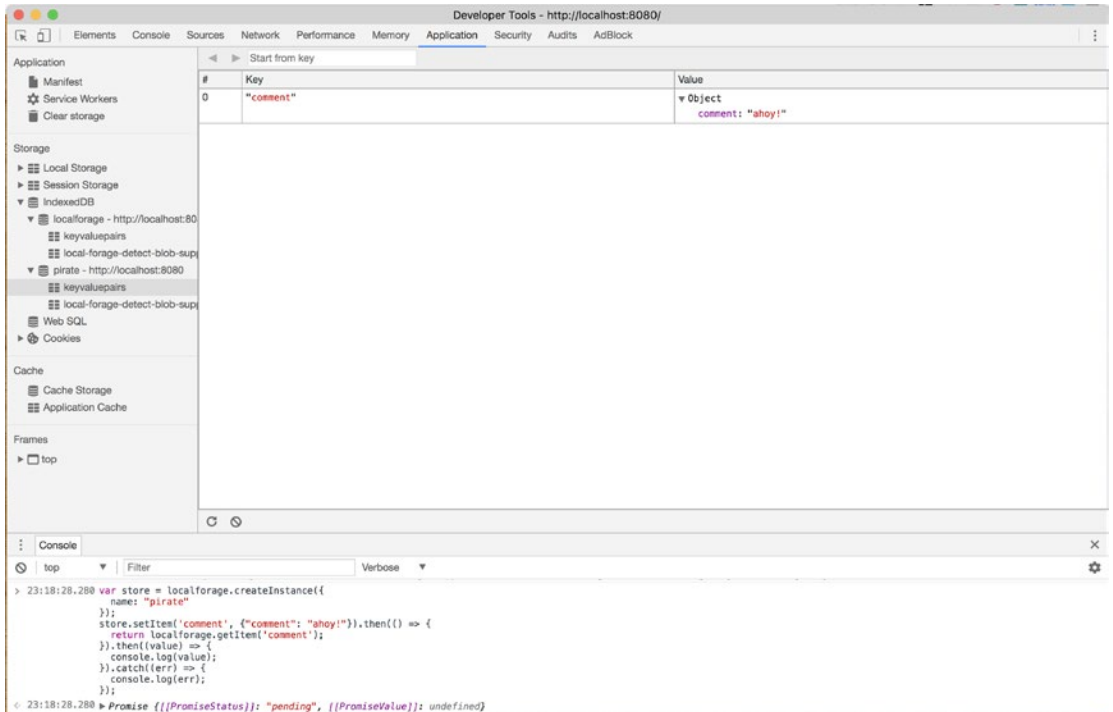 Developer Tools - http://localhost:8080/
Elements Console Sources Network Performance Memory Application Security Audits AdBlock
Application
Manifest
Service Workers
Clear storage
Storage
Local Storage
Session Storage
IndexedDB
localforage - http://localhost:80
keyvaluepairs
local-forage-detect-blob-supp
pirate - http://localhost:8080
keyvaluepairs
local-forage-detect-blob-supp
Web SQL
Cookies
Cache
Cache Storage
Application Cache
Frames
top
Start from key
# Key Value
0 "comment" Object
comment: "ahoy!"
Console
top Filter Verbose
> 23:18:28.280 var store = localforage.createInstance({
name: "pirate"
});
store.setItem('comment', {"comment": "ahoy!"}).then(() => {
return localforage.getItem('comment');
}).then((value) => {
console.log(value);
}).catch((err) => {
console.log(err);
});
23:18:28.280 Promise {[[PromiseStatus]]: "pending", [[PromiseValue]]: undefined}